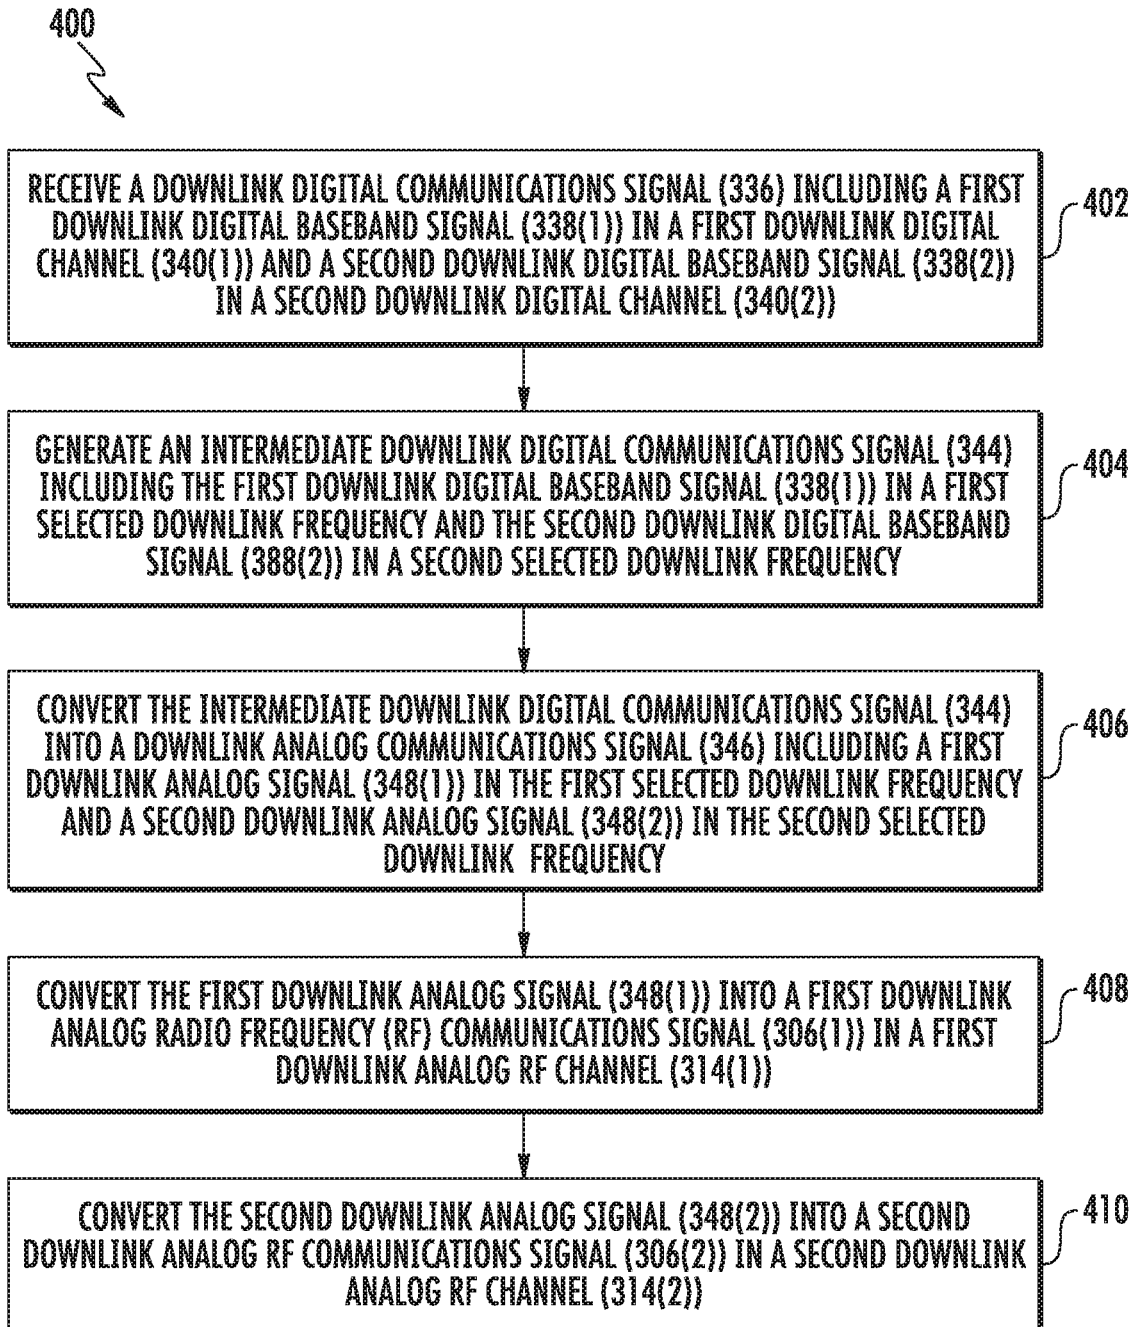 400
RECEIVE A DOWNLINK DIGITAL COMMUNICATIONS SIGNAL (336) INCLUDING A FIRST
DOWNLINK DIGITAL BASEBAND SIGNAL (338(1)) IN A FIRST DOWNLINK DIGITAL
CHANNEL (340(1)) AND A SECOND DOWNLINK DIGITAL BASEBAND SIGNAL (338(2))
IN A SECOND DOWNLINK DIGITAL CHANNEL (340(2))
402
GENERATE AN INTERMEDIATE DOWNLINK DIGITAL COMMUNICATIONS SIGNAL (344)
INCLUDING THE FIRST DOWNLINK DIGITAL BASEBAND SIGNAL (338(1)) IN A FIRST
SELECTED DOWNLINK FREQUENCY AND THE SECOND DOWNLINK DIGITAL BASEBAND
SIGNAL (388(2)) IN A SECOND SELECTED DOWNLINK FREQUENCY
404
CONVERT THE INTERMEDIATE DOWNLINK DIGITAL COMMUNICATIONS SIGNAL (344)
INTO A DOWNLINK ANALOG COMMUNICATIONS SIGNAL (346) INCLUDING A FIRST
DOWNLINK ANALOG SIGNAL (348(1)) IN THE FIRST SELECTED DOWNLINK FREQUENCY
AND A SECOND DOWNLINK ANALOG SIGNAL (348(2)) IN THE SECOND SELECTED
DOWNLINK FREQUENCY
406
CONVERT THE FIRST DOWNLINK ANALOG SIGNAL (348(1)) INTO A FIRST DOWNLINK
ANALOG RADIO FREQUENCY (RF) COMMUNICATIONS SIGNAL (306(1)) IN A FIRST
DOWNLINK ANALOG RF CHANNEL (314(1))
408
CONVERT THE SECOND DOWNLINK ANALOG SIGNAL (348(2)) INTO A SECOND
DOWNLINK ANALOG RF COMMUNICATIONS SIGNAL (306(2)) IN A SECOND DOWNLINK
ANALOG RF CHANNEL (314(2))
410